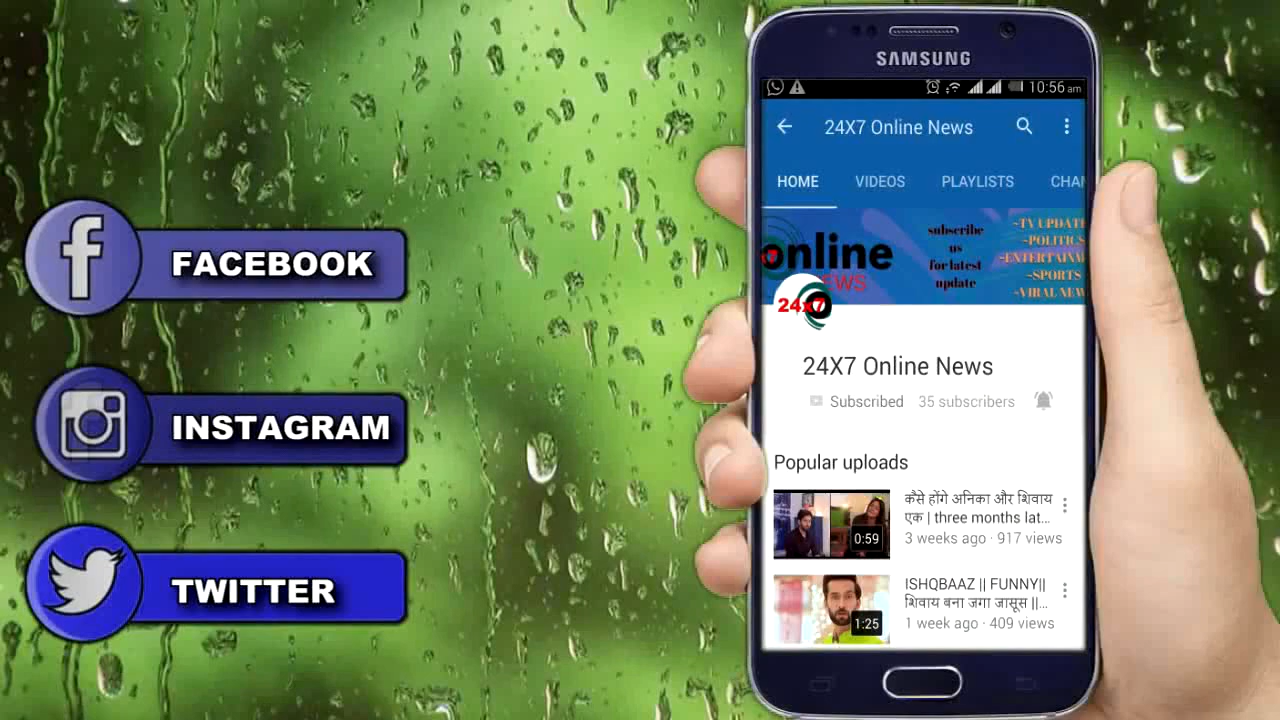 FACEBOOK
INSTAGRAM
TWITTER
SAMSUNG
10:56 am
24X7 Online News
HOME VIDEOS PLAYLISTS CHAN
online
NEWS
subscribe
us
for latest
update
~TV UPDATE
~POLITICS
~ENTERTAINM
~SPORTS
~VIRAL NEW
24x7
24X7 Online News
Subscribed 35 subscribers
Popular uploads
कैसे होंगे अनिका और शिवाय
एक | three months lat...
3 weeks ago · 917 views
0:59
ISHQBAAZ || FUNNY||
शिवाय बना जगा जासूस ||...
1 week ago · 409 views
1:25